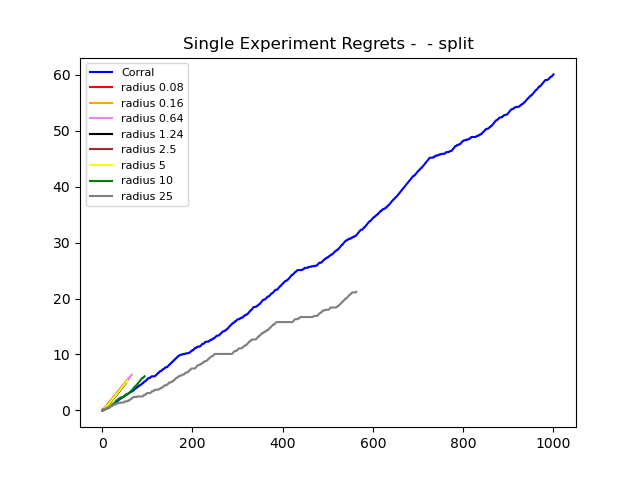 Single Experiment Regrets -  - split
Corral
radius 0.08
radius 0.16
radius 0.64
radius 1.24
radius 2.5
radius 5
radius 10
radius 25
60
50
40
30
20
10
0
0 200 400 600 800 1000